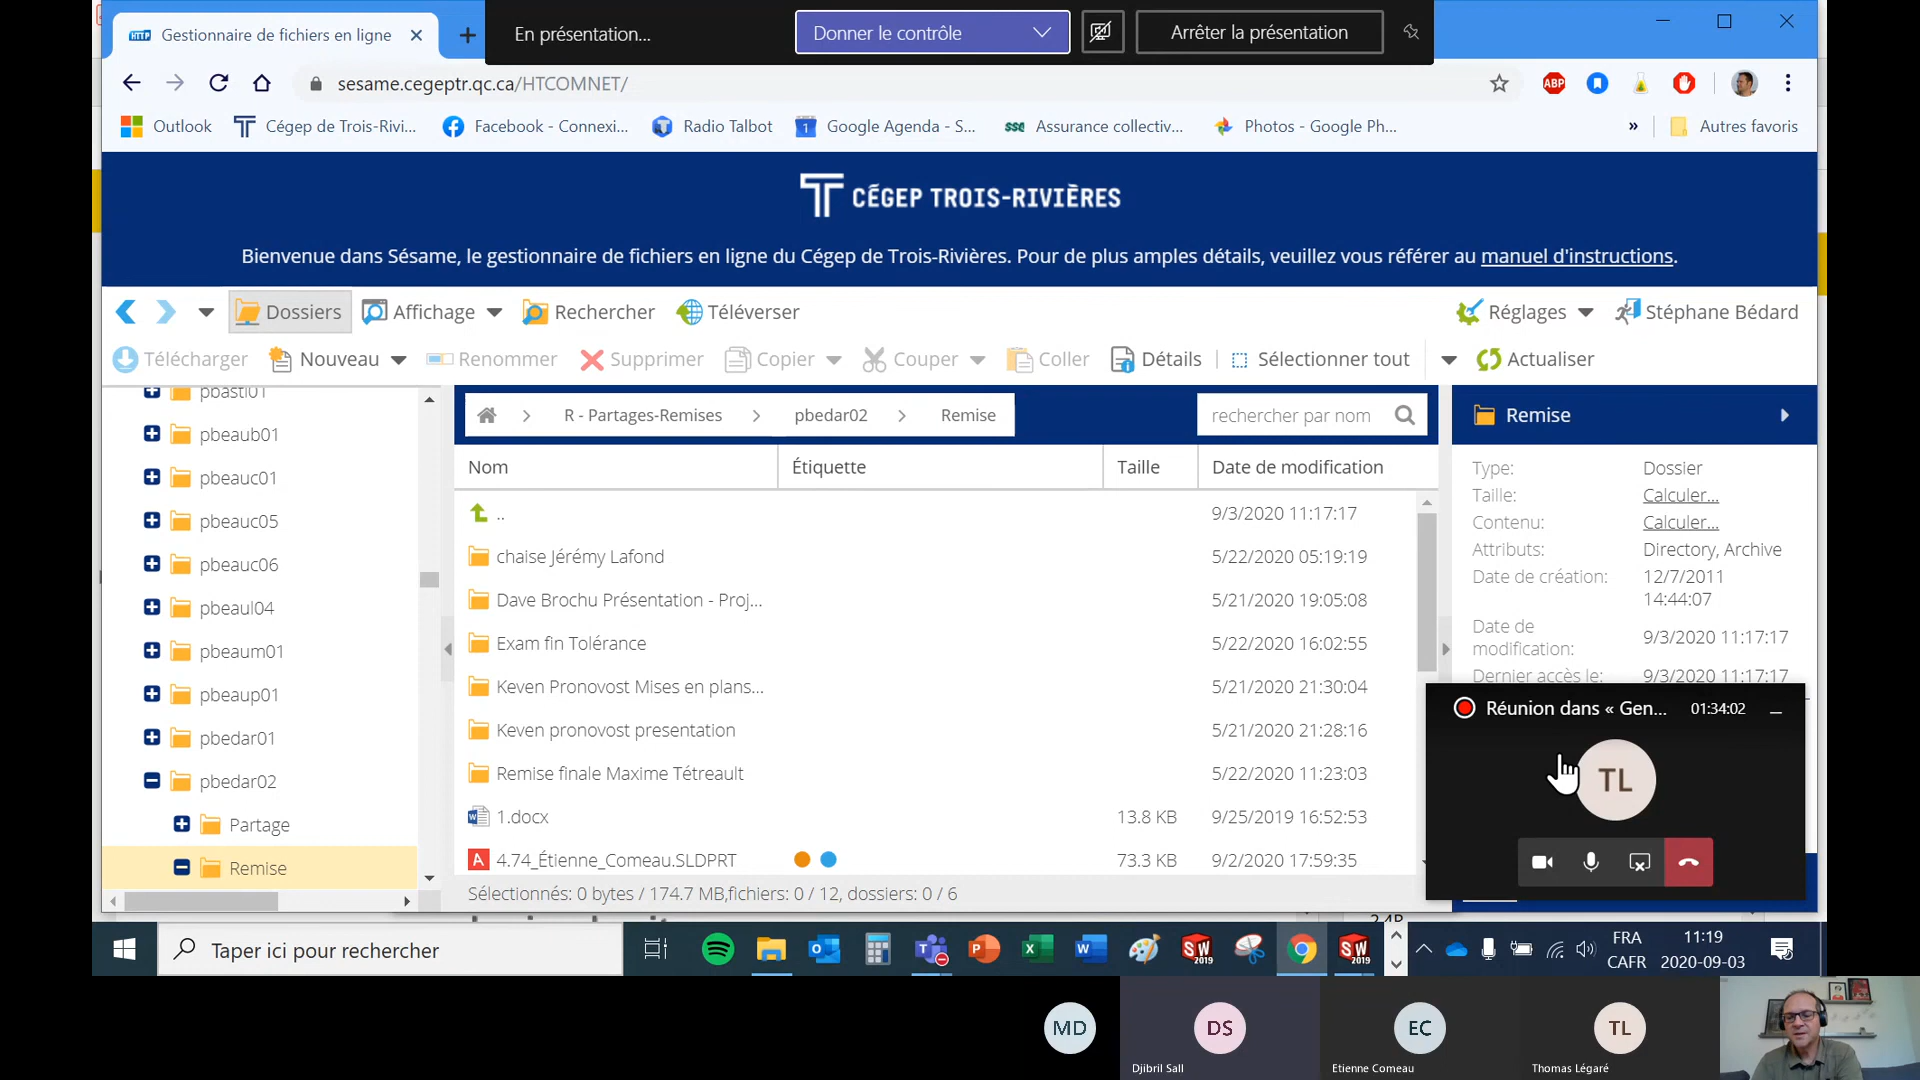 Gestionnaire de fichiers en ligne
En présentation...
Donner le contrôle
Arrêter la présentation
sesame.cegeptr.qc.ca/HTCOMNET/
ABP
Outlook
Cégep de Trois-Rivi...
Facebook - Connexi...
Radio Talbot
Google Agenda - S...
Assurance collectiv...
Photos - Google Ph...
»
Autres favoris
CÉGEP TROIS-RIVIÈRES
Bienvenue dans Sésame, le gestionnaire de fichiers en ligne du Cégep de Trois-Rivières. Pour de plus amples détails, veuillez vous référer au manuel d'instructions.
Dossiers
Affichage
Rechercher
Téléverser
Réglages
Stéphane Bédard
Télécharger
Nouveau
Renommer
Supprimer
Copier
Couper
Coller
Détails
Sélectionner tout
Actualiser
pbasti01
pbeaub01
pbeauc01
pbeauc05
pbeauc06
pbeaul04
pbeaum01
pbeaup01
pbedar01
pbedar02
Partage
Remise
R - Partages-Remises
pbedar02
Remise
rechercher par nom
Nom
Étiquette
Taille
Date de modification
.. 9/3/2020 11:17:17
chaise Jérémy Lafond 5/22/2020 05:19:19
Dave Brochu Présentation - Proj... 5/21/2020 19:05:08
Exam fin Tolérance 5/22/2020 16:02:55
Keven Pronovost Mises en plans... 5/21/2020 21:30:04
Keven pronovost presentation 5/21/2020 21:28:16
Remise finale Maxime Tétreault 5/22/2020 11:23:03
1.docx 13.8 KB 9/25/2019 16:52:53
4.74_Étienne_Comeau.SLDPRT 73.3 KB 9/2/2020 17:59:35
Sélectionnés: 0 bytes / 174.7 MB,fichiers: 0 / 12, dossiers: 0 / 6
Remise
Type: Dossier
Taille: Calculer...
Contenu: Calculer...
Attributs: Directory, Archive
Date de création: 12/7/2011
14:44:07
Date de
modification: 9/3/2020 11:17:17
Dernier accès le: 9/3/2020 11:17:17
Réunion dans « Gen... 01:34:02
TL
Taper ici pour rechercher
SW 2019
SW 2019
FRA
CAFR
11:19
2020-09-03
MD
DS
EC
TL
Djibril Sall
Etienne Comeau
Thomas Légaré